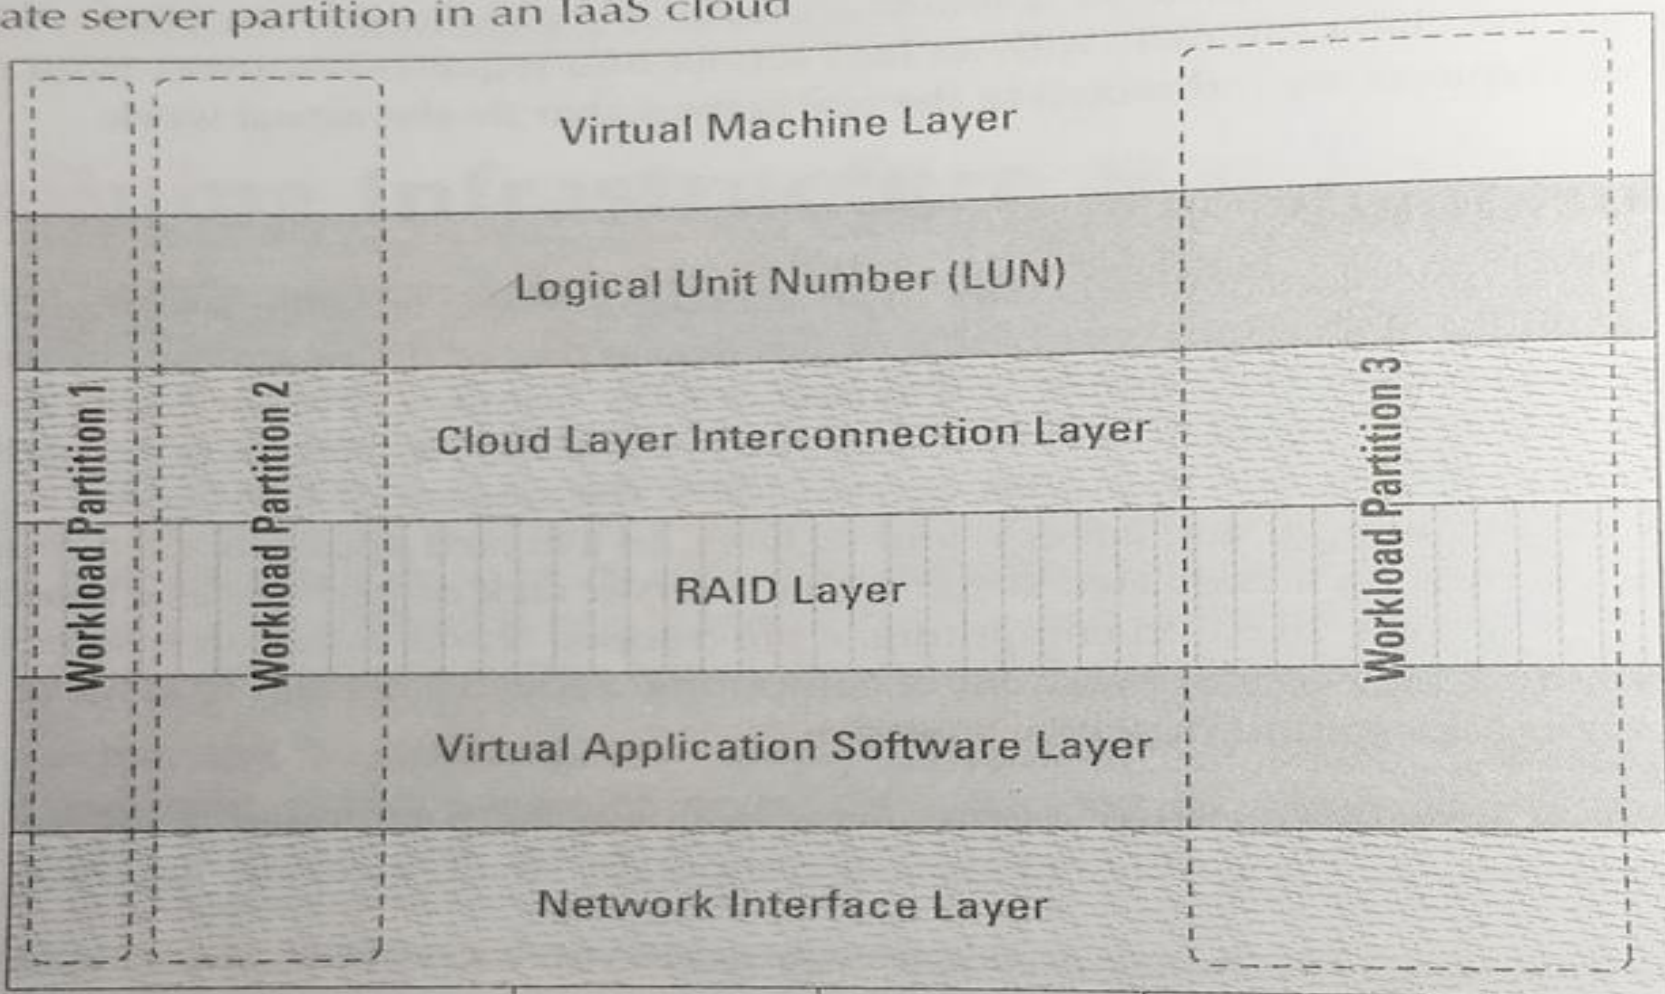 ate server partition in an IaaS cloud
Virtual Machine Layer
Logical Unit Number (LUN)
Cloud Layer Interconnection Layer
RAID Layer
Virtual Application Software Layer
Network Interface Layer
Workload Partition 1
Workload Partition 2
Workload Partition 3